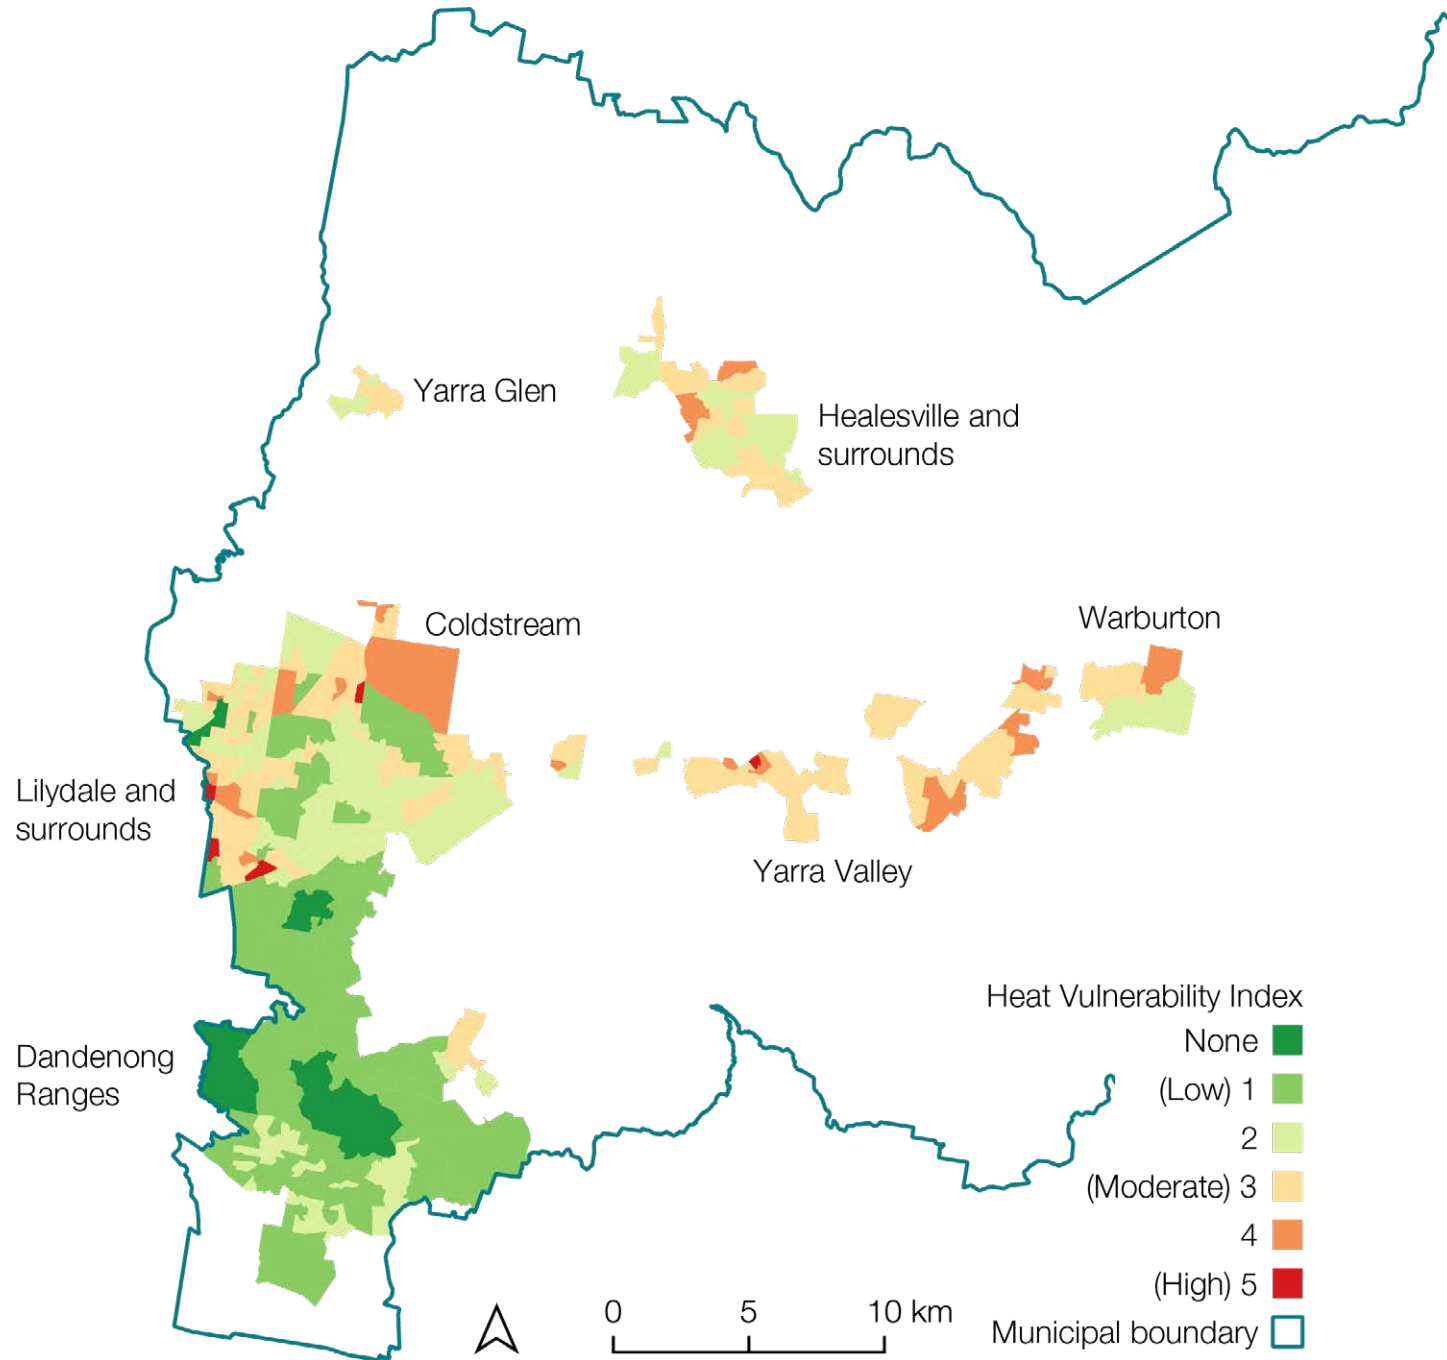 Yarra Glen
Healesville and
surrounds
Coldstream
Warburton
Lilydale and
surrounds
Yarra Valley
Dandenong
Ranges
Heat Vulnerability Index
None
(Low) 1
2
(Moderate) 3
4
(High) 5
Municipal boundary
0 5 10 km